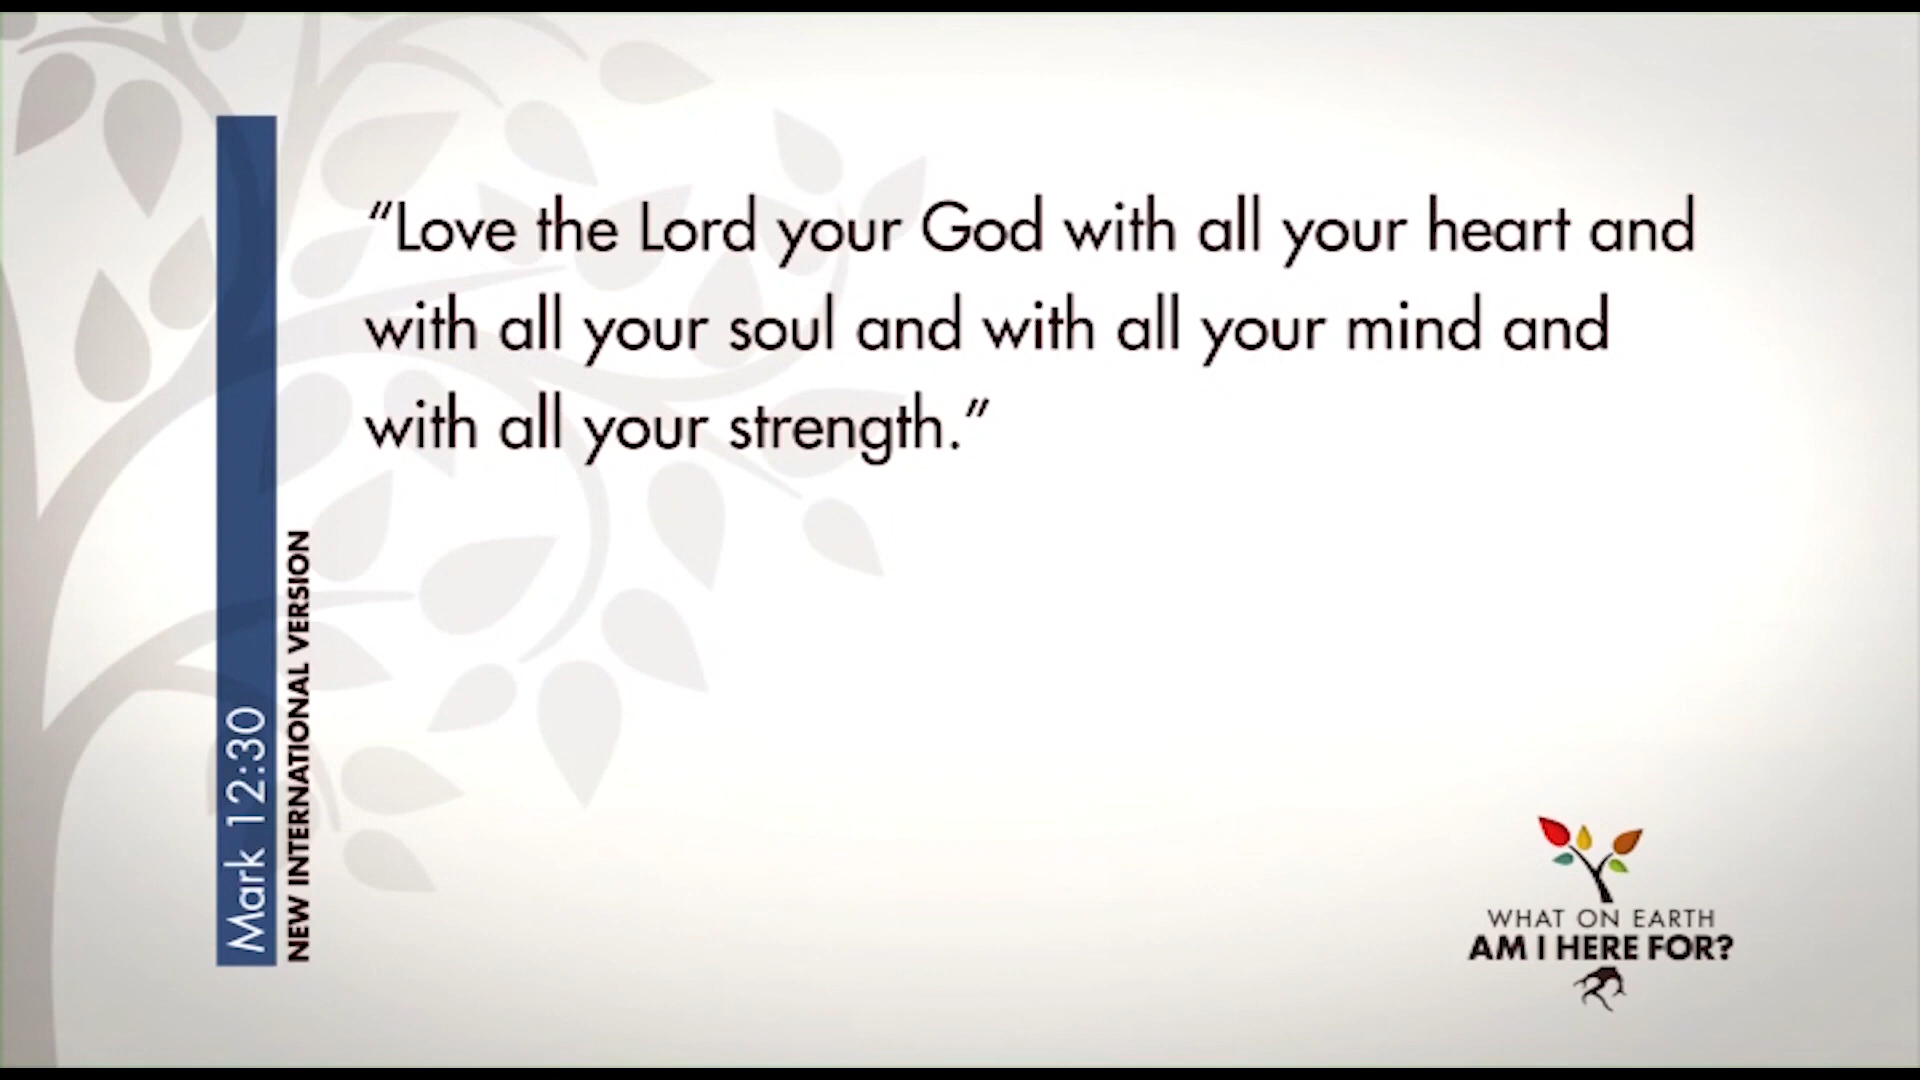 “Love the Lord your God with all your heart and
with all your soul and with all your mind and
with all your strength.”
Mark 12:30
NEW INTERNATIONAL VERSION
WHAT ON EARTH
AM I HERE FOR?